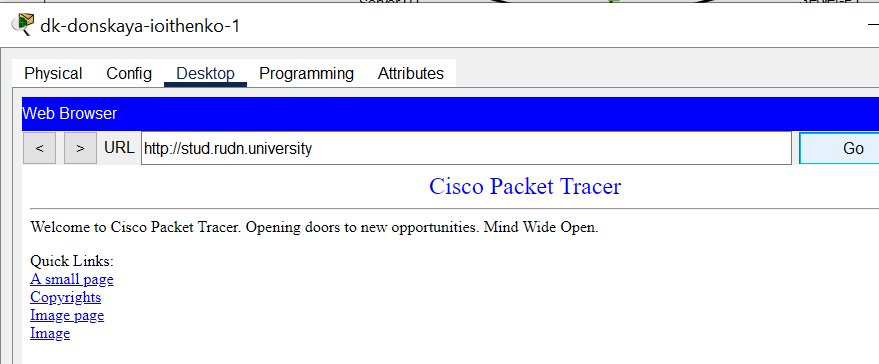 dk-donskaya-ioithenko-1
Physical Config Desktop Programming Attributes
Web Browser
< > URL http://stud.rudn.university Go
Cisco Packet Tracer
Welcome to Cisco Packet Tracer. Opening doors to new opportunities. Mind Wide Open.
Quick Links:
A small page
Copyrights
Image page
Image